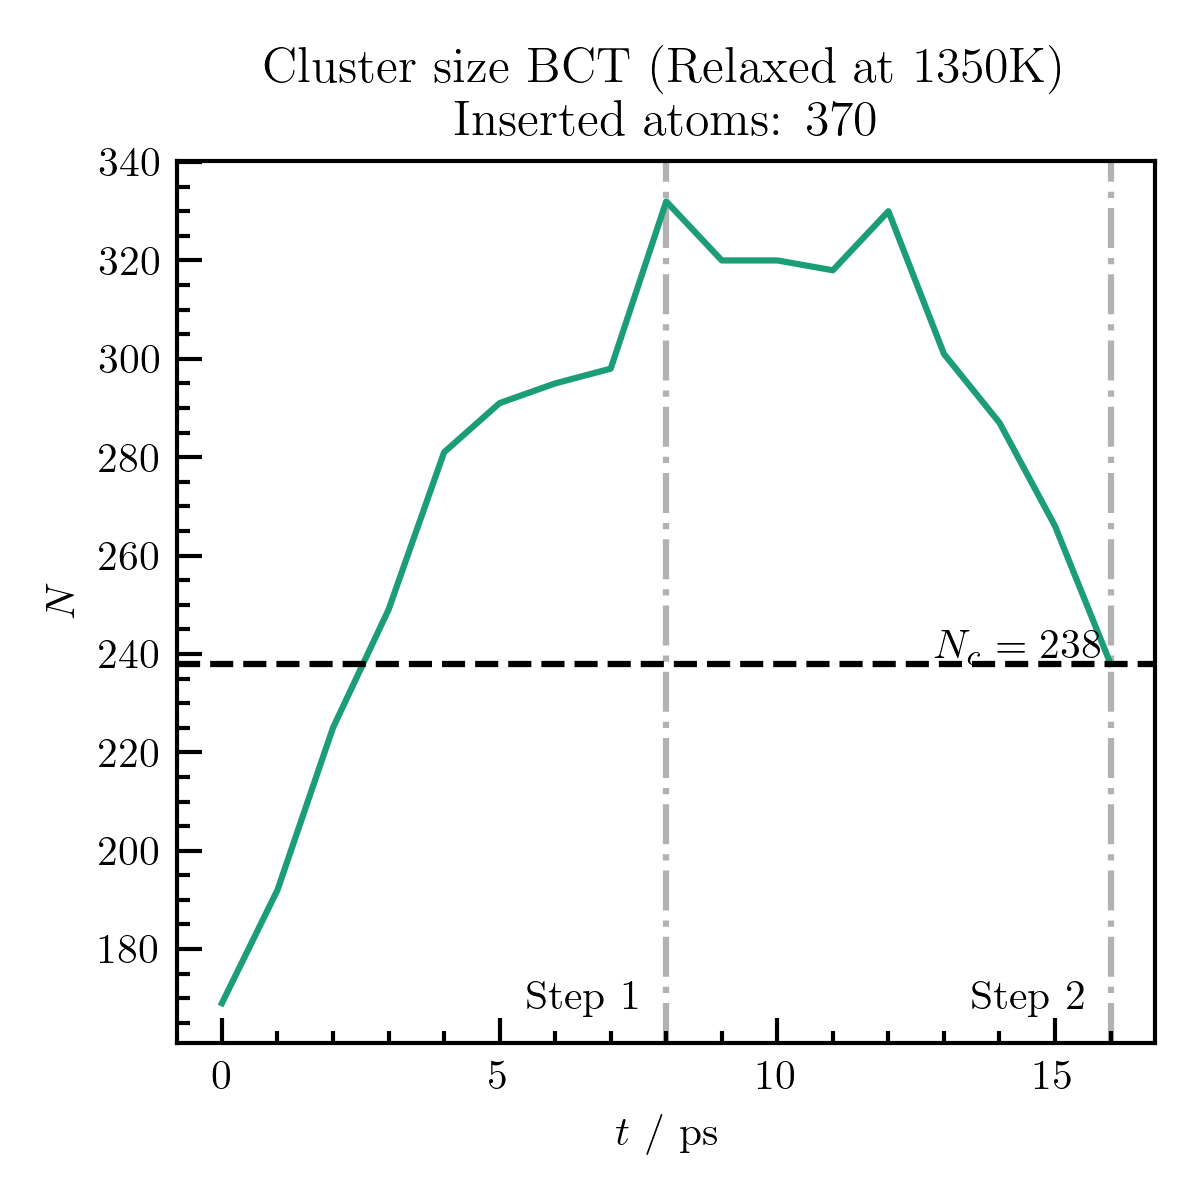 Cluster size BCT (Relaxed at 1350K)
Inserted atoms: 370
340
320
300
280
260
240
220
200
180
N
N_c = 238
Step 1
Step 2
0
5
10
15
t / ps